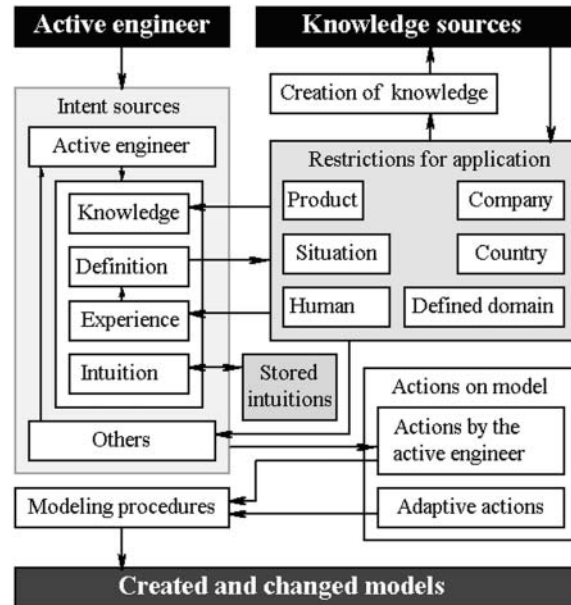 Active engineer
Knowledge sources
Creation of knowledge
Intent sources
Active engineer
Knowledge
Definition
Experience
Intuition
Others
Restrictions for application
Product
Company
Situation
Country
Human
Defined domain
Stored
intuitions
Actions on model
Actions by the
active engineer
Adaptive actions
Modeling procedures
Created and changed models